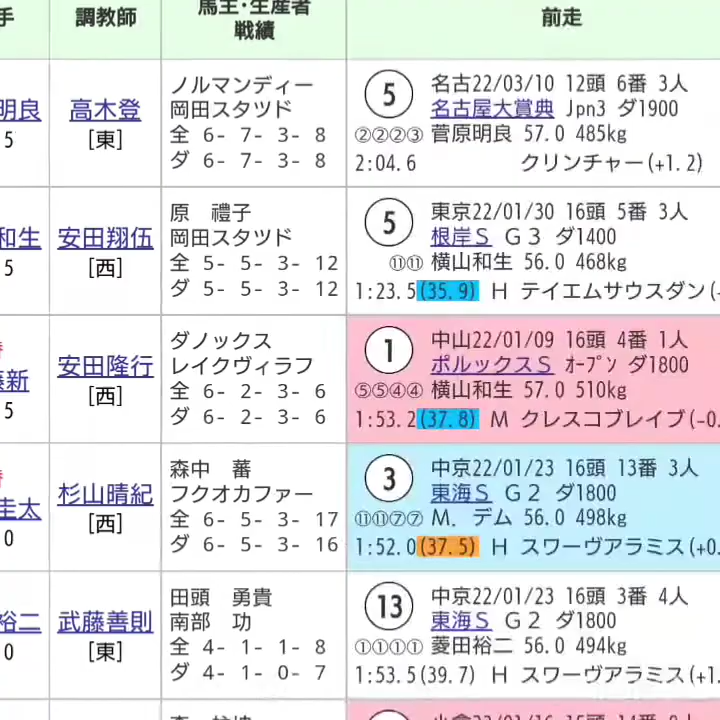 手 調教師 馬主・生産者 前走
戦績
明良 高木登 ノルマンディー ⑤ 名古22/03/10 12頭 6番 3人
5 [東] 岡田スタツド 名古屋大賞典 Jpn3 ダ1900
全 6- 7- 3- 8 ②②②③ 菅原明良 57.0 485kg
ダ 6- 7- 3- 8 2:04.6 クリンチャー(+1.2)
和生 安田翔伍 原 禮子 ⑤ 東京22/01/30 16頭 5番 3人
5 [西] 岡田スタツド 根岸S G3 ダ1400
全 5- 5- 3- 12 ⑪⑪ 横山和生 56.0 468kg
ダ 5- 5- 3- 12 1:23.5(35.9) H テイエムサウスダン(-
新 安田隆行 ダノックス ① 中山22/01/09 16頭 4番 1人
5 [西] レイクヴィラフ ポルックスS オープン ダ1800
全 6- 2- 3- 6 ⑤⑤④④ 横山和生 57.0 510kg
ダ 6- 2- 3- 6 1:53.2(37.8) M クレスコブレイブ(-0.
圭太 杉山晴紀 森中 蕃 ③ 中京22/01/23 16頭 13番 3人
0 [西] フクオカファー 東海S G2 ダ1800
全 6- 5- 3- 17 ⑪⑪⑦⑦ M. デム 56.0 498kg
ダ 6- 5- 3- 16 1:52.0(37.5) H スワーヴアラミス(+0.
裕二 武藤善則 田頭 勇貴 ⑬ 中京22/01/23 16頭 3番 4人
0 [東] 南部 功 東海S G2 ダ1800
全 4- 1- 1- 8 ①①①① 菱田裕二 56.0 494kg
ダ 4- 1- 0- 7 1:53.5(39.7) H スワーヴアラミス(+1.